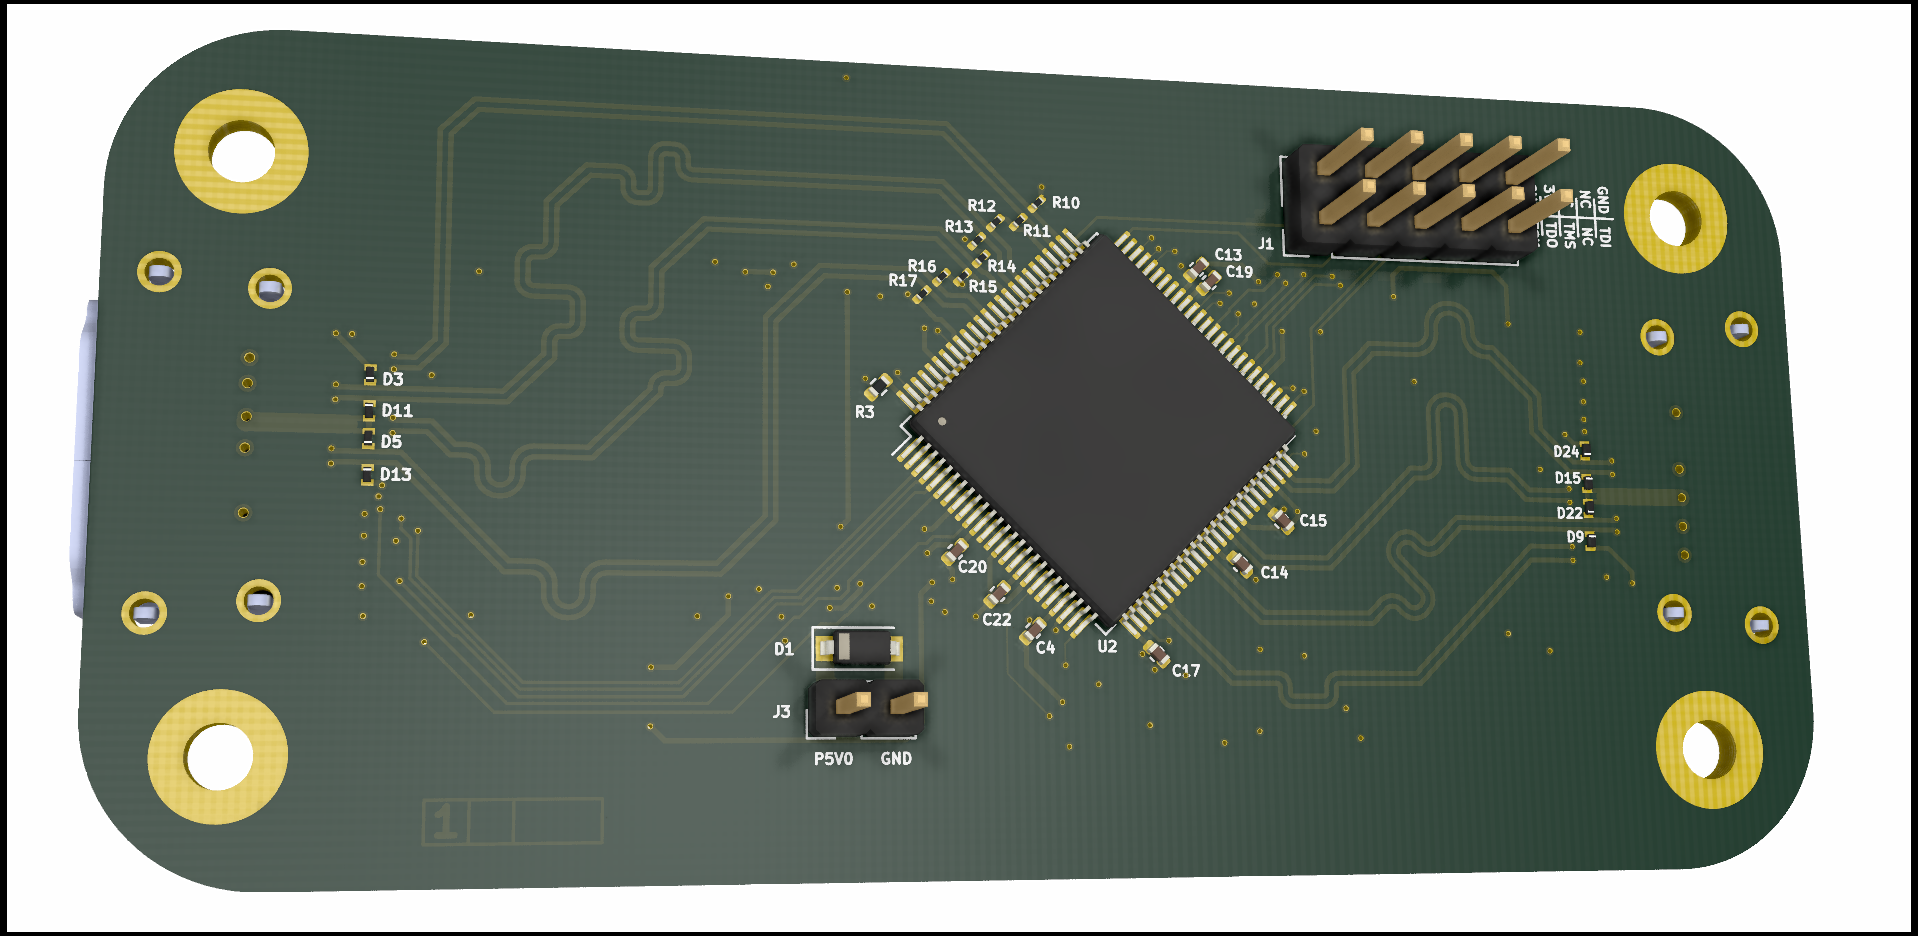 R12
R10
R13
R11
R16
R14
R17
R15
C13
C19
J1
GND
NC
TDI
NC
TMS
TDO
D3
D11
D5
D13
R3
D24
D15
D22
D9
C15
C14
C20
C22
C4
U2
C17
D1
J3
P5V0
GND
1